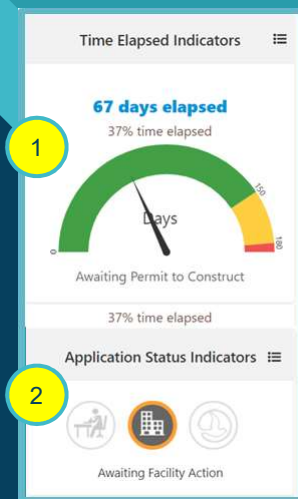 Time Elapsed Indicators
67 days elapsed
37% time elapsed
1
150
Days
0
180
Awaiting Permit to Construct
37% time elapsed
Application Status Indicators
2
Awaiting Facility Action